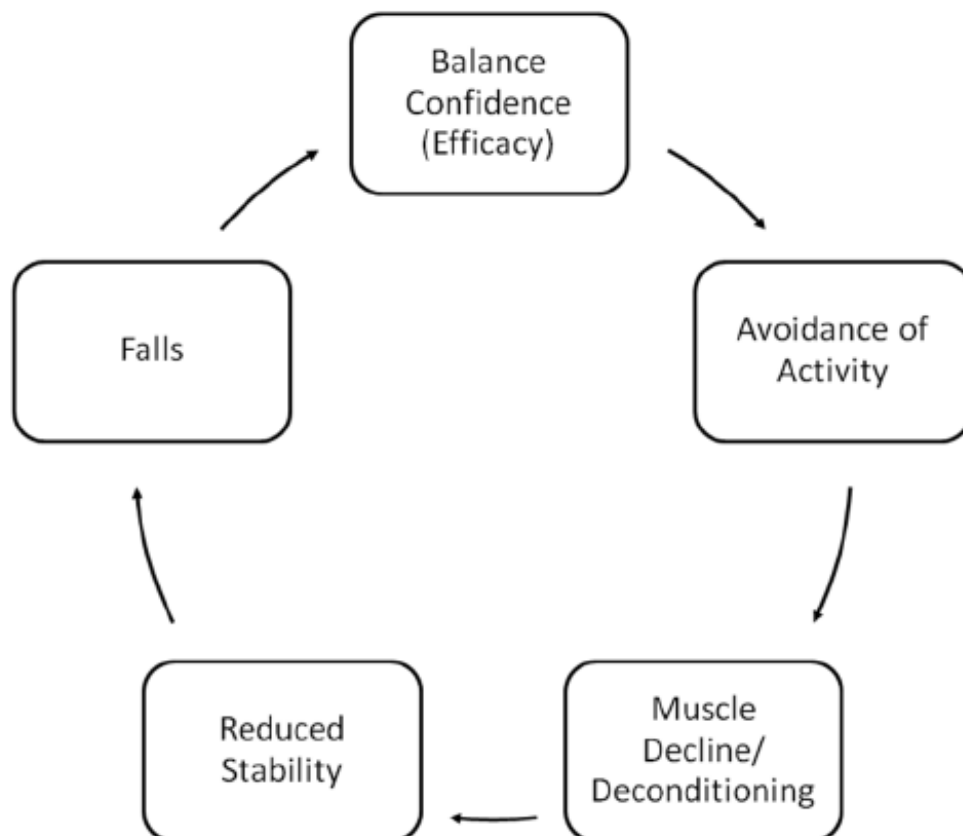 Balance
Confidence
(Efficacy)
Falls
Avoidance of
Activity
Reduced
Stability
Muscle
Decline/
Deconditioning